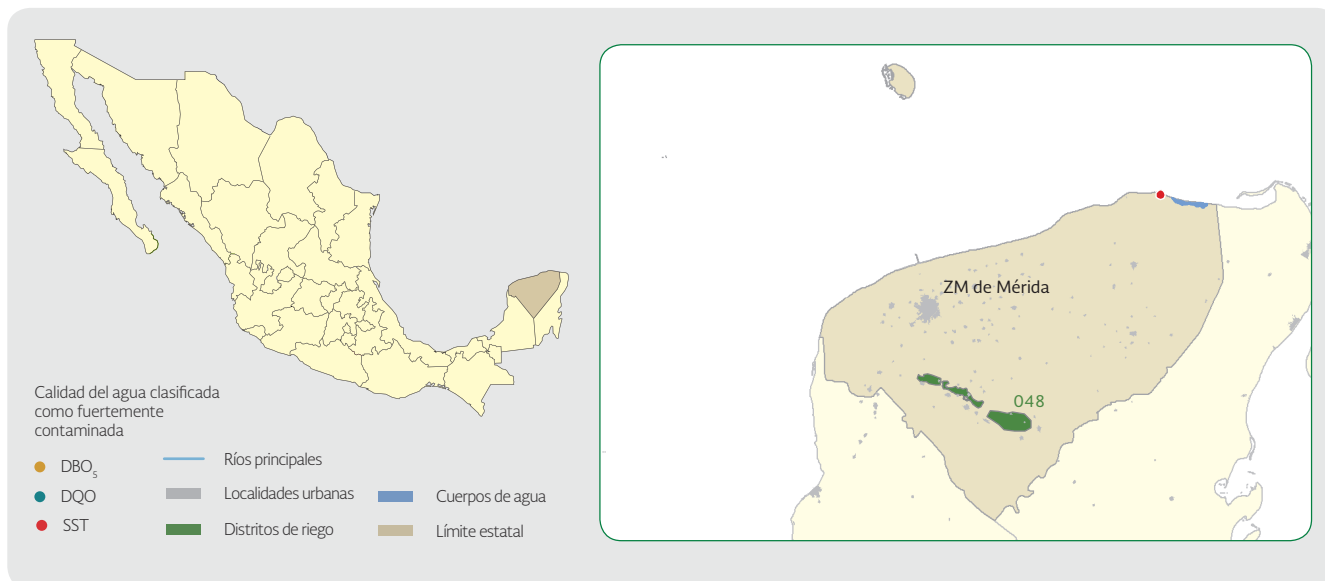 ZM de Mérida
048
Calidad del agua clasificada
como fuertemente
contaminada
DBO₅
DQO
SST
Ríos principales
Localidades urbanas
Distritos de riego
Cuerpos de agua
Límite estatal